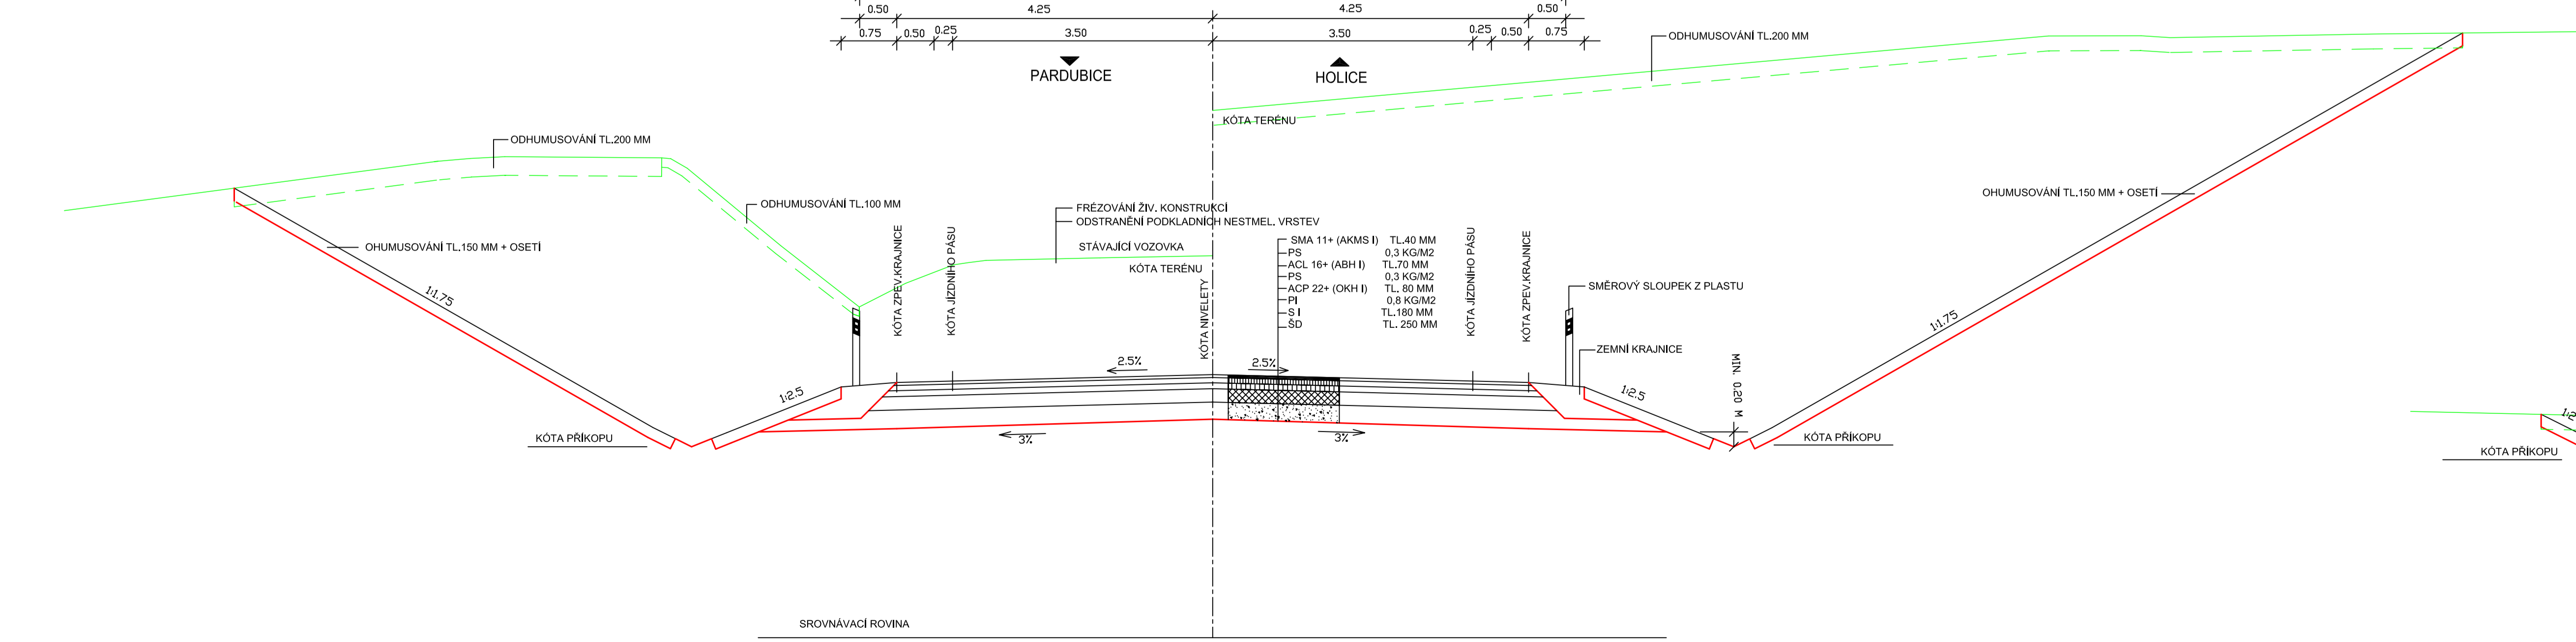 0.50 4.25 4.25 0.50
0.75 0.50 0.25 3.50 3.50 0.25 0.50 0.75
PARDUBICE
HOLICE
ODHUMUSOVÁNÍ TL.200 MM
KÓTA TERÉNU
ODHUMUSOVÁNÍ TL.200 MM
ODHUMUSOVÁNÍ TL.100 MM
OHUMUSOVÁNÍ TL.150 MM + OSETÍ
OHUMUSOVÁNÍ TL.150 MM + OSETÍ
FRÉZOVÁNÍ ŽIV. KONSTRUKCÍ
ODSTRANĚNÍ PODKLADNÍCH NESTMEL. VRSTEV
STÁVAJÍCÍ VOZOVKA
KÓTA TERÉNU
KÓTA ZPEV.KRAJNICE
KÓTA JÍZDNÍHO PÁSU
KÓTA NIVELETY
SMA 11+ (AKMS I) TL.40 MM
PS 0,3 KG/M2
ACL 16+ (ABH I) TL.70 MM
PS 0,3 KG/M2
ACP 22+ (OKH I) TL. 80 MM
PI 0,8 KG/M2
S I TL.180 MM
ŠD TL. 250 MM
KÓTA JÍZDNÍHO PÁSU
KÓTA ZPEV.KRAJNICE
SMĚROVÝ SLOUPEK Z PLASTU
ZEMNÍ KRAJNICE
1:1.75
1:1.75
2.5%
2.5%
1:2.5
1:2.5
MIN. 0.20 M
3%
3%
KÓTA PŘÍKOPU
KÓTA PŘÍKOPU
KÓTA PŘÍKOPU
1:2
SROVNÁVACÍ ROVINA